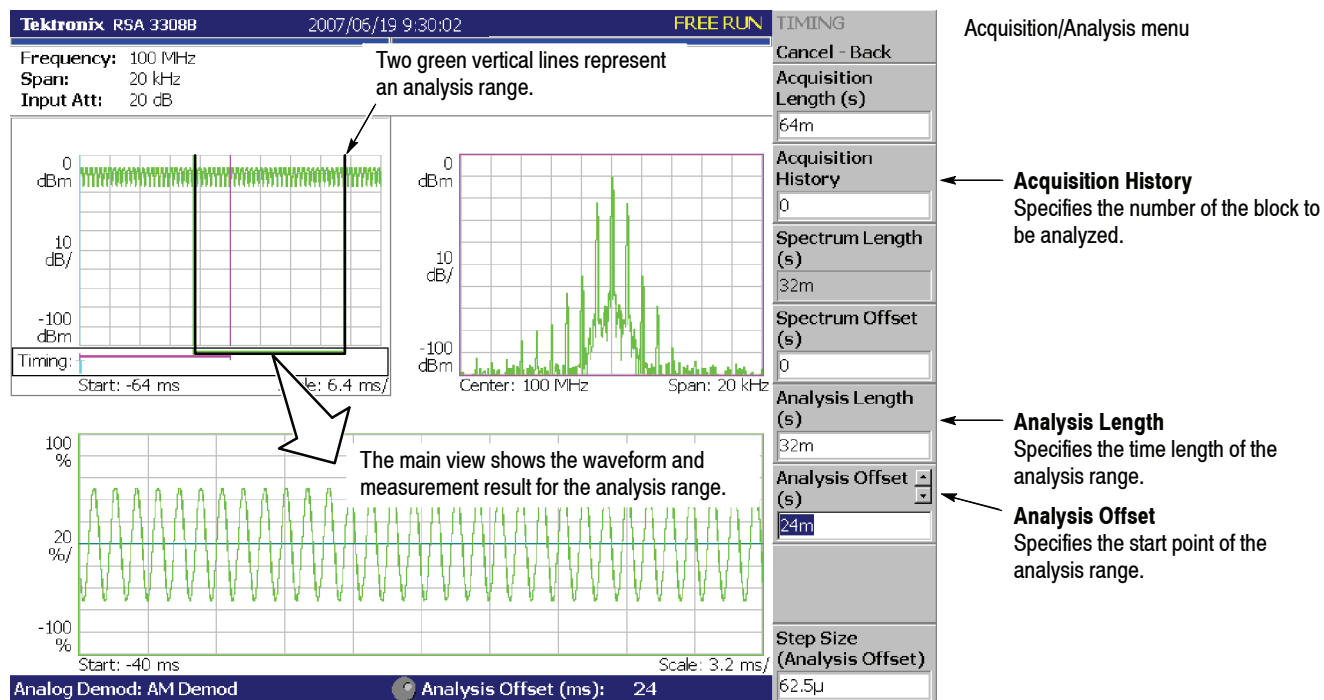 Tektronix RSA 3308B 2007/06/19 9:30:02 FREE RUN
Frequency: 100 MHz
Span: 20 kHz
Input Att: 20 dB
Two green vertical lines represent
an analysis range.
0
dBm
10
dB/
-100
dBm
Timing:
Start: -64 ms
le: 6.4 ms/
0
dBm
10
dB/
-100
dBm
Center: 100 MHz
Span: 20 kHz
100
%
20
%/
-100
%
The main view shows the waveform and
measurement result for the analysis range.
Start: -40 ms
Scale: 3.2 ms/
Analog Demod: AM Demod
Analysis Offset (ms): 24
TIMING
Cancel - Back
Acquisition
Length (s)
64m
Acquisition
History
0
Spectrum Length
(s)
32m
Spectrum Offset
(s)
0
Analysis Length
(s)
32m
Analysis Offset
(s)
24m
Step Size
(Analysis Offset)
62.5µ
Acquisition/Analysis menu
Acquisition History
Specifies the number of the block to
be analyzed.
Analysis Length
Specifies the time length of the
analysis range.
Analysis Offset
Specifies the start point of the
analysis range.